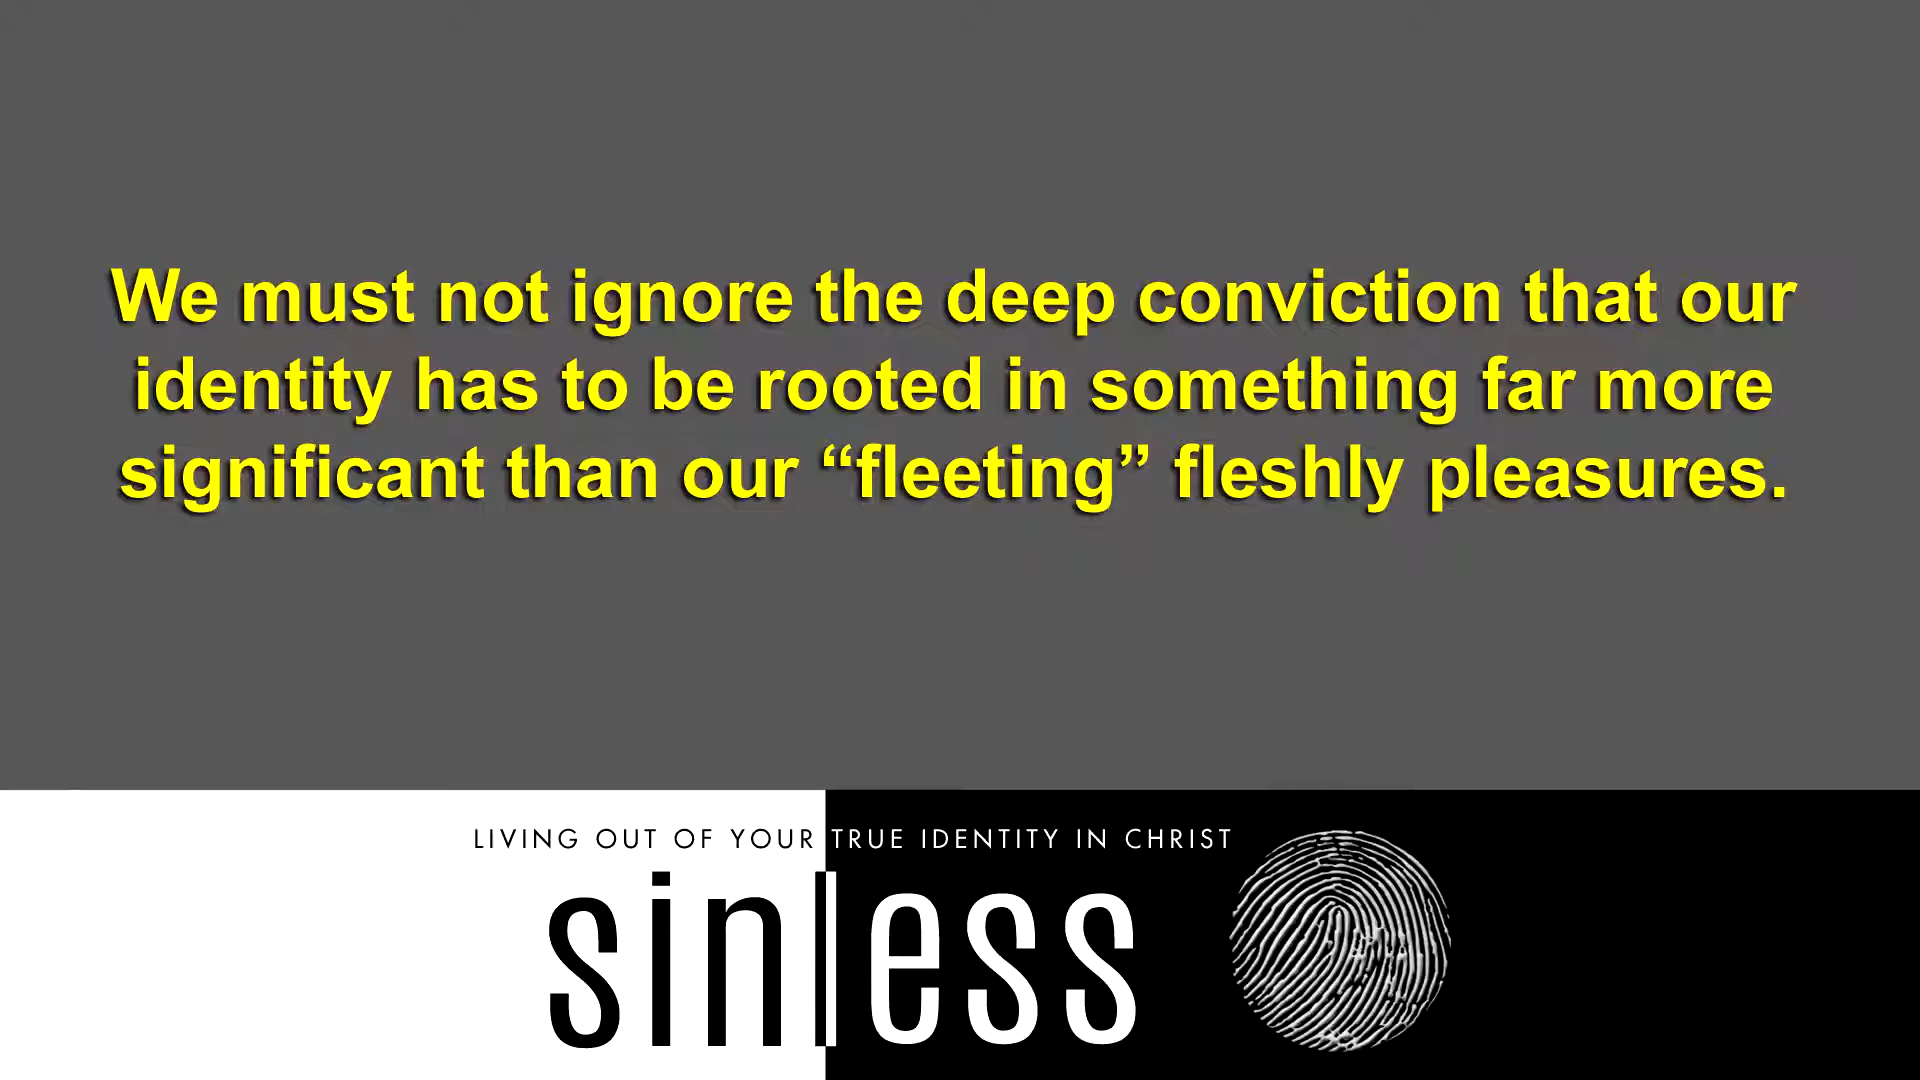 We must not ignore the deep conviction that our
identity has to be rooted in something far more
significant than our “fleeting” fleshly pleasures.
LIVING OUT OF YOUR TRUE IDENTITY IN CHRIST
sinless